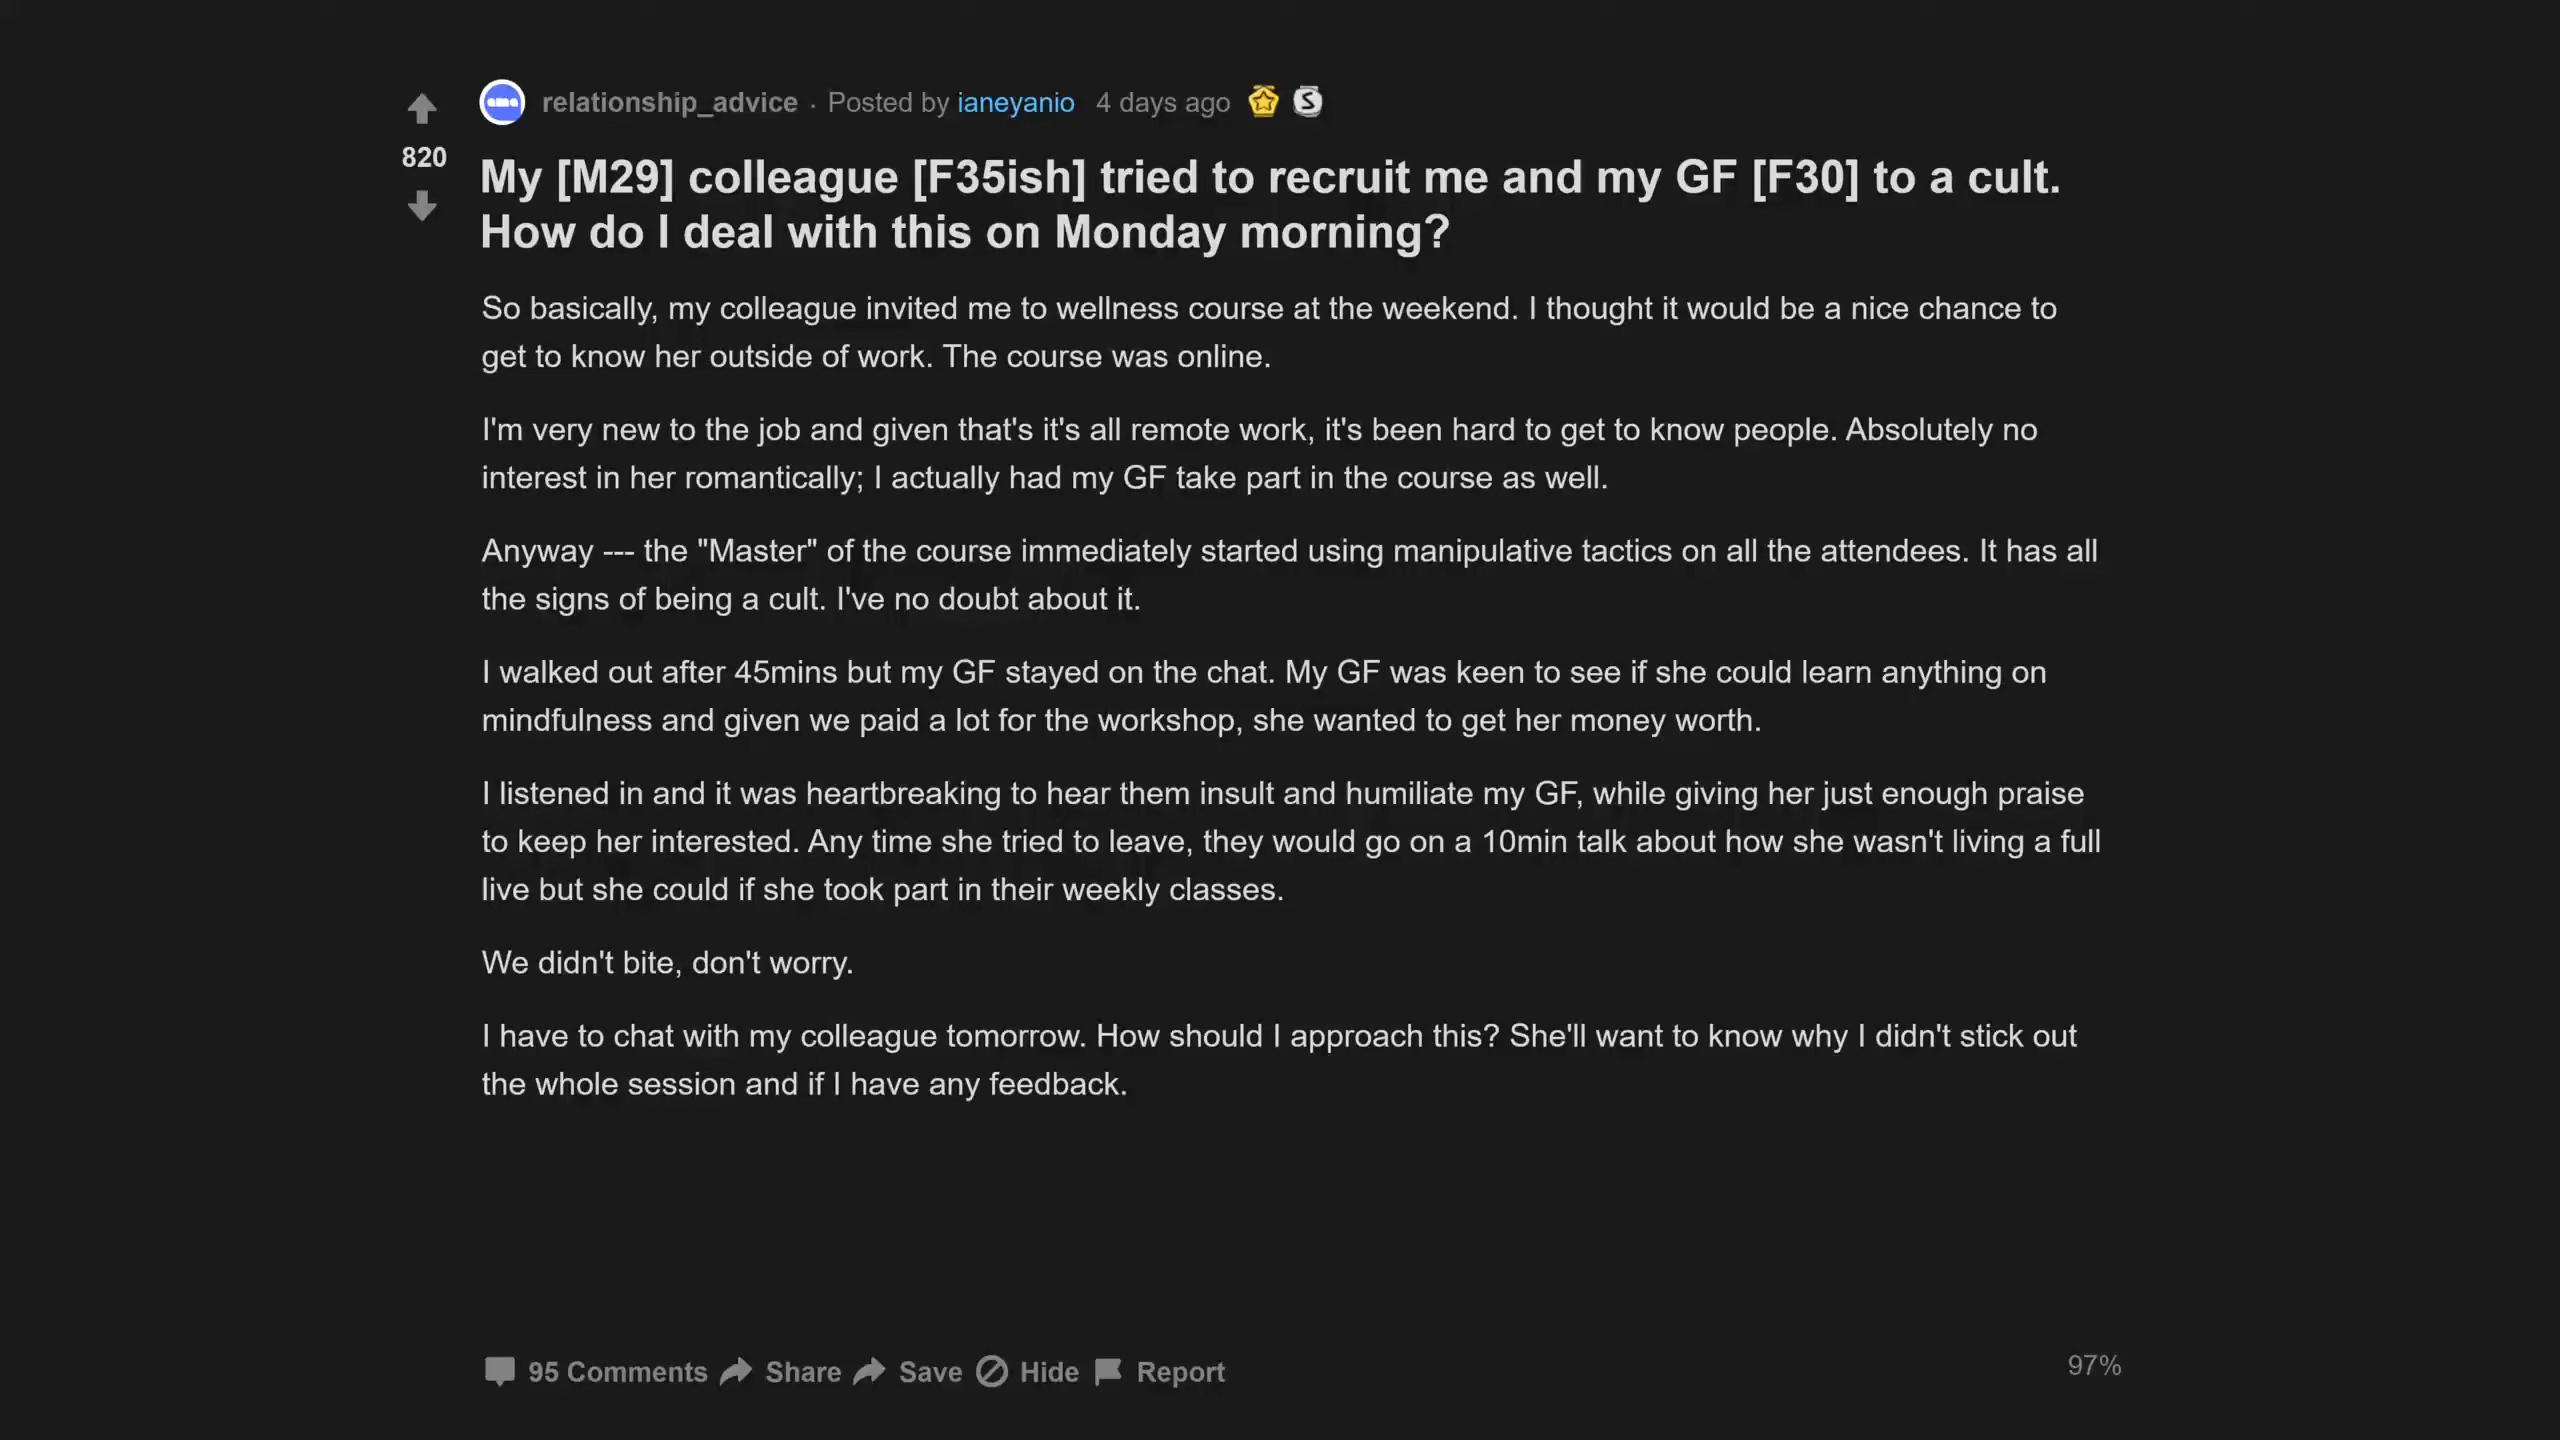 relationship_advice · Posted by ianeyanio 4 days ago
820
My [M29] colleague [F35ish] tried to recruit me and my GF [F30] to a cult.
How do I deal with this on Monday morning?
So basically, my colleague invited me to wellness course at the weekend. I thought it would be a nice chance to
get to know her outside of work. The course was online.
I'm very new to the job and given that's it's all remote work, it's been hard to get to know people. Absolutely no
interest in her romantically; I actually had my GF take part in the course as well.
Anyway --- the "Master" of the course immediately started using manipulative tactics on all the attendees. It has all
the signs of being a cult. I've no doubt about it.
I walked out after 45mins but my GF stayed on the chat. My GF was keen to see if she could learn anything on
mindfulness and given we paid a lot for the workshop, she wanted to get her money worth.
I listened in and it was heartbreaking to hear them insult and humiliate my GF, while giving her just enough praise
to keep her interested. Any time she tried to leave, they would go on a 10min talk about how she wasn't living a full
live but she could if she took part in their weekly classes.
We didn't bite, don't worry.
I have to chat with my colleague tomorrow. How should I approach this? She'll want to know why I didn't stick out
the whole session and if I have any feedback.
95 Comments Share Save Hide Report
97%